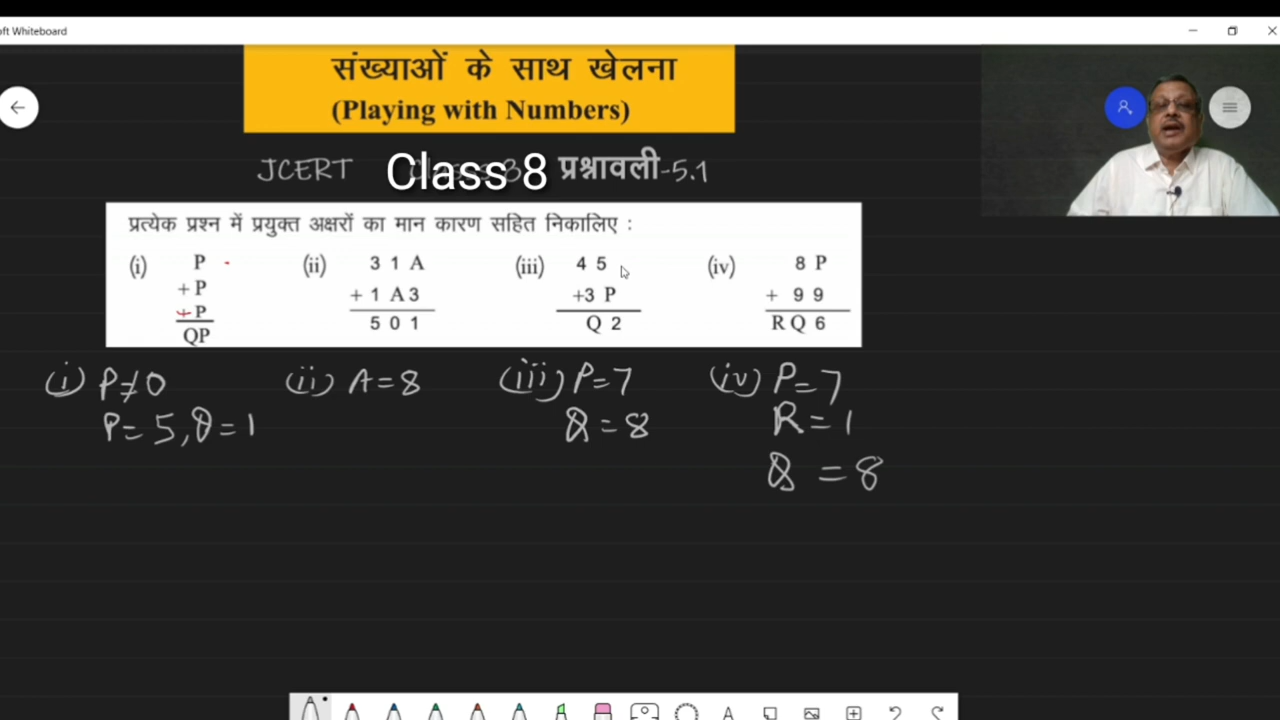 oft Whiteboard
संख्याओं के साथ खेलना
(Playing with Numbers)
JCERT Class 8 प्रश्नावली-5.1
प्रत्येक प्रश्न में प्रयुक्त अक्षरों का मान कारण सहित निकालिए :
(i) P (ii) 3 1 A (iii) 4 5 (iv) 8 P
+ P + 1 A 3 +3 P + 9 9
+ P 5 0 1 Q 2 R Q 6
QP
(i) P≠0 (ii) A=8 (iii) P=7 (iv) P=7
P=5, Q=1 Q=8 R=1
Q=8